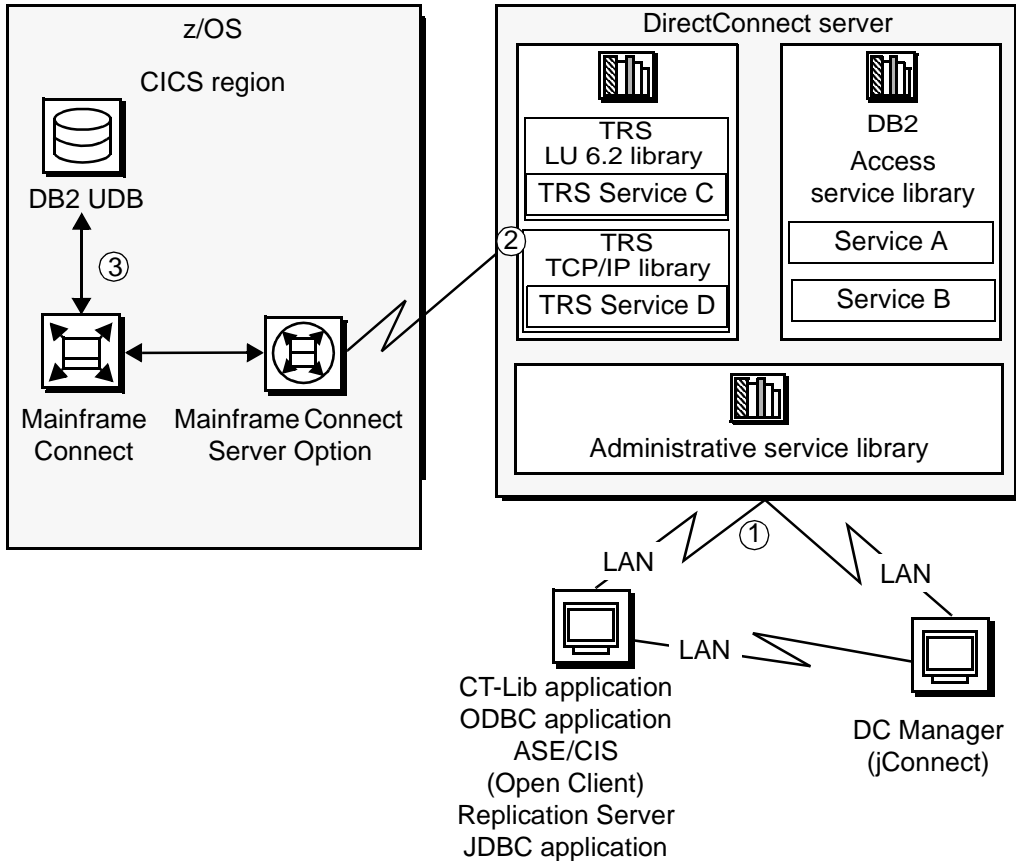 z/OS
CICS region
DB2 UDB
③
Mainframe
Connect
Mainframe Connect
Server Option
DirectConnect server
TRS
LU 6.2 library
TRS Service C
②
TRS
TCP/IP library
TRS Service D
DB2
Access
service library
Service A
Service B
Administrative service library
①
LAN
LAN
LAN
CT-Lib application
ODBC application
ASE/CIS
(Open Client)
Replication Server
JDBC application
DC Manager
(jConnect)